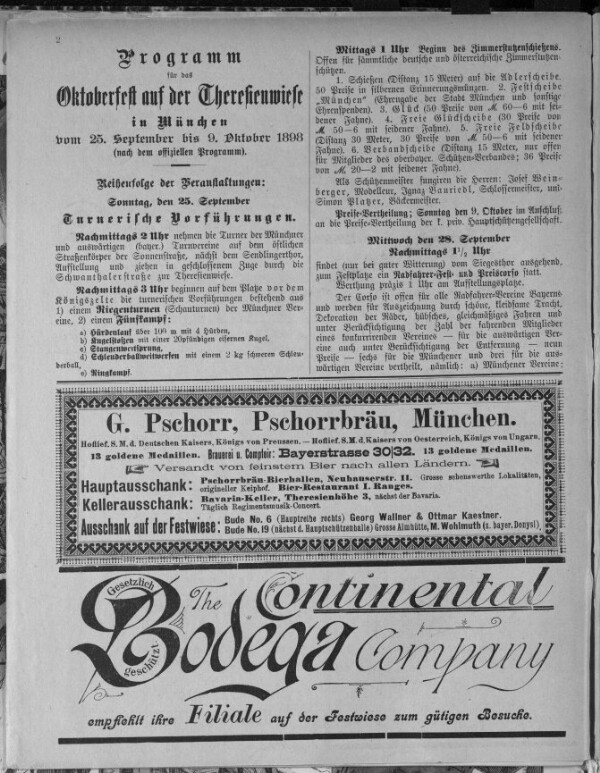 2
Programm
für das
Oktoberfest auf der Theresienwiese
in München
vom 25. September bis 9. Oktober 1898
(nach dem offiziellen Programm).
Reihenfolge der Veranstaltungen:
Sonntag, den 25. September
Turnerische Vorführungen.
Nachmittags 2 Uhr nehmen die Turner der Münchner
und auswärtigen (bayer.) Turnvereine auf dem östlichen
Straßenkörper der Sonnenstraße, nächst dem Sendlingerthor,
Aufstellung und ziehen in geschlossenem Zuge durch die
Schwanthalerstraße zur Theresienwiese.
Nachmittags 3 Uhr beginnen auf dem Platze vor dem
Königszelte die turnerischen Vorführungen bestehend aus
1) einem Riegenturnen (Schauturnen) der Münchner Ver-
eine, 2) einem Fünfkampf:
a) Hürdenlauf über 100 m mit 4 Hürden,
b) Kugelstoßen mit einer 20pfündigen eisernen Kugel,
c) Stangenweitsprung,
d) Schleuderballweitwerfen mit einem 2 kg schweren Schleu-
derball,
e) Ringkampf.
Mittags 1 Uhr Beginn des Zimmerstutzenschießens.
Offen für sämmtliche deutsche und österreichische Zimmerstutzen-
schützen.
1. Schießen (Distanz 15 Meter) auf die Adlerscheibe.
50 Preise in silbernen Erinnerungsmünzen. 2. Festscheibe
„München“ (Ehrengabe der Stadt München und sonstige
Ehrenspenden). 3. Glück (50 Preise von M 60—6 mit sei-
denen Fahnen). 4. Freie Glückscheibe (30 Preise von
M 50—6 mit seidener Fahne). 5. Freie Feldscheibe
(Distanz 30 Meter, 30 Preise von M 50—6 mit seidener
Fahne). 6. Verbandscheibe (Distanz 15 Meter, nur offen
für Mitglieder des oberbayer. Schützen-Verbandes; 36 Preise
von M 20—2 mit seidener Fahne).
Als Schützenmeister fungiren die Herren: Josef Wein-
berger, Modelleur, Ignaz Vauriedl, Schlossermeister, und
Simon Platzer, Bäckermeister.
Preise-Vertheilung; Sonntag den 9. Oktober im Anschluß
an die Preise-Vertheilung der k. priv. Hauptschützengesellschaft.
Mittwoch den 28. September
Nachmittags 1½ Uhr
findet (nur bei guter Witterung) vom Siegesthor ausgehend,
zum Festplatze ein Radfahrer-Fest- und Preiscorso statt.
Werthung präzis 1 Uhr am Aufstellungsplatze.
Der Corso ist offen für alle Radfahrer-Vereine Bayerns
und werden für Auszeichnung durch schöne, kleidsame Tracht,
Dekoration der Räder, hübsches, gleichmäßiges Fahren und
unter Berücksichtigung der Zahl der fahrenden Mitglieder
eines konkurrirenden Vereines — für die auswärtigen Ver-
eine auch unter Berücksichtigung der Entfernung — neun
Preise — sechs für die Münchener und drei für die aus-
wärtigen Vereine vertheilt, nämlich: a) Münchener Vereine:
G. Pschorr, Pschorrbräu, München.
Hoflief. S. M. d. Deutschen Kaisers, Königs von Preussen. — Hoflief. S. M. d. Kaisers von Oesterreich, Königs von Ungarn.
13 goldene Medaillen. Brauerei u. Comptoir: Bayerstrasse 30|32. 13 goldene Medaillen.
Versandt von feinstem Bier nach allen Ländern.
Hauptausschank: Pschorrbräu-Bierhallen, Neuhauserstr. 11. Grosse sehenswerthe Lokalitäten,
origineller Keiphof. Bier-Restaurant I. Ranges.
Kellerausschank: Bavaria-Keller, Theresienhöhe 3, nächst der Bavaria.
Täglich Regimentsmusik-Concert.
Ausschank auf der Festwiese: Bude No. 6 (Hauptreihe rechts) Georg Wallner & Ottmar Kaestner.
Bude No. 19 (nächst d. Hauptschützenhalle) Grosse Almhütte, M. Wohlmuth (z. bayer. Donysl)
Gesetzlich
geschützt
The Continental
Bodega Company
empfiehlt ihre Filiale auf der Festwiese zum gütigen Besuche.